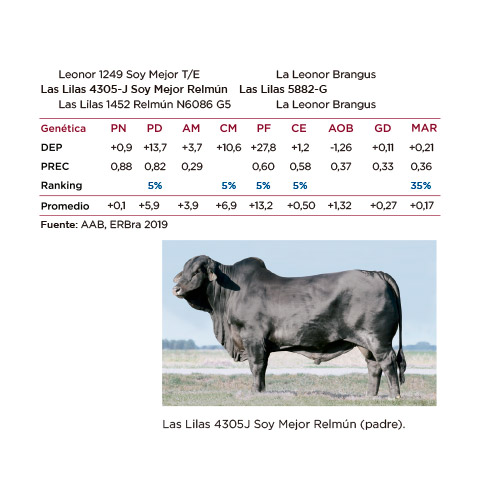 Leonor 1249 Soy Mejor T/E La Leonor Brangus
Las Lilas 4305-J Soy Mejor Relmún Las Lilas 5882-G
Las Lilas 1452 Relmún N6086 G5 La Leonor Brangus
Genética PN PD AM CM PF CE AOB GD MAR
DEP +0,9 +13,7 +3,7 +10,6 +27,8 +1,2 -1,26 +0,11 +0,21
PREC 0,88 0,82 0,29 0,60 0,58 0,37 0,33 0,36
Ranking 5% 5% 5% 5% 35%
Promedio +0,1 +5,9 +3,9 +6,9 +13,2 +0,50 +1,32 +0,27 +0,17
Fuente: AAB, ERBra 2019
Las Lilas 4305J Soy Mejor Relmún (padre).